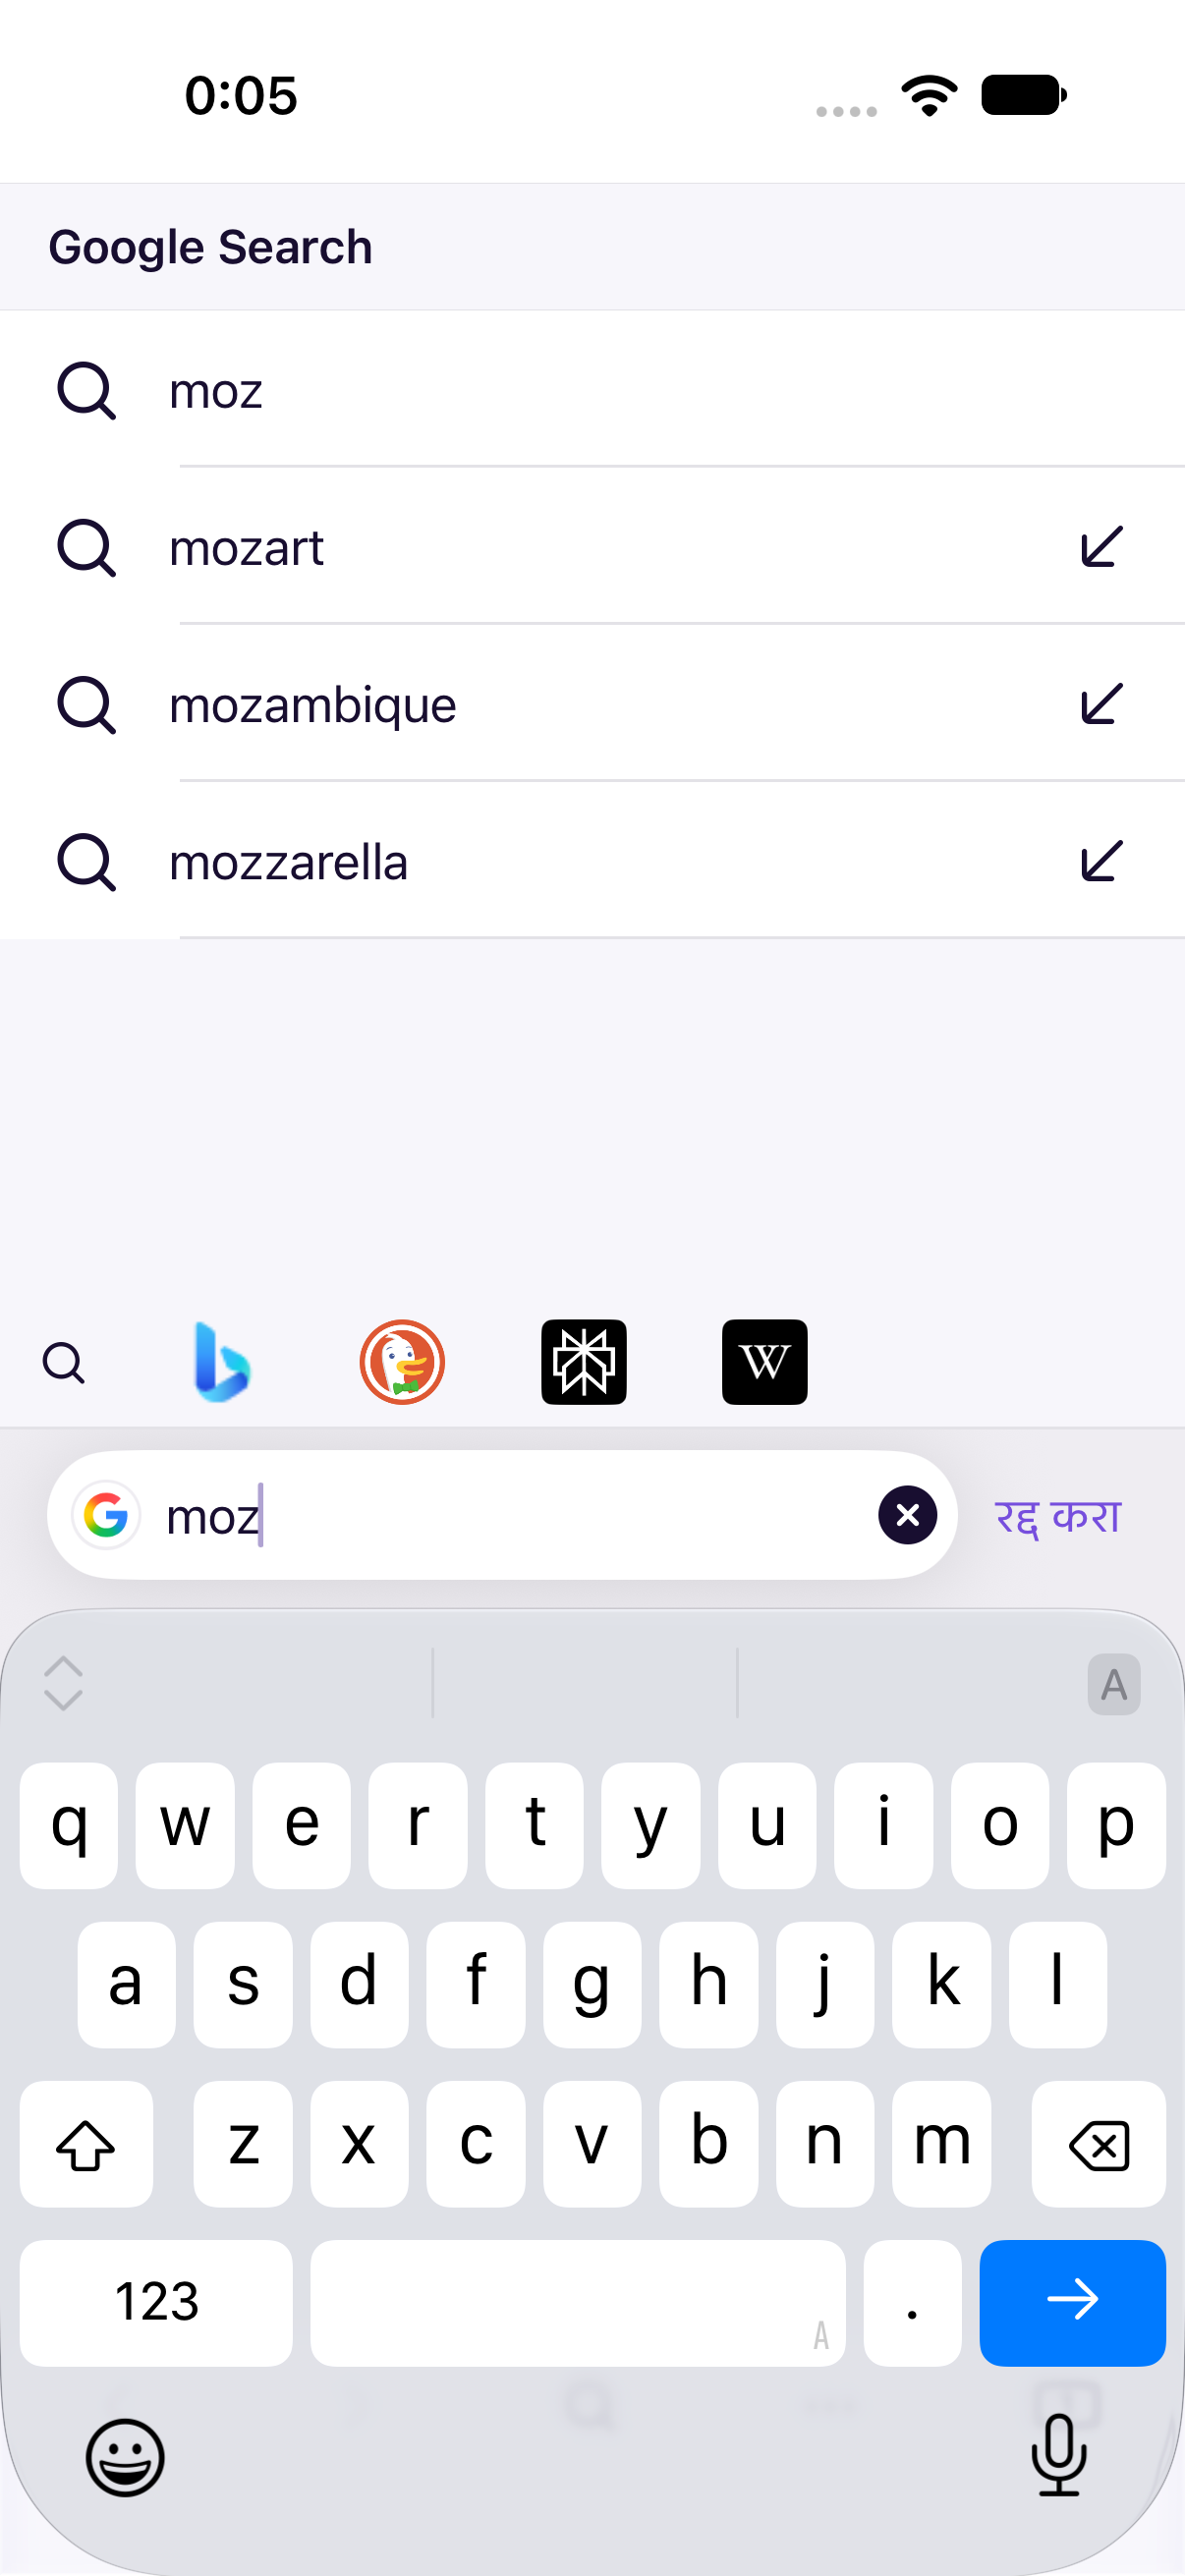 0:05
Google Search
moz
mozart
mozambique
mozzarella
W
moz
रद्द करा
A
q w e r t y u i o p
a s d f g h j k l
z x c v b n m
123
A
.